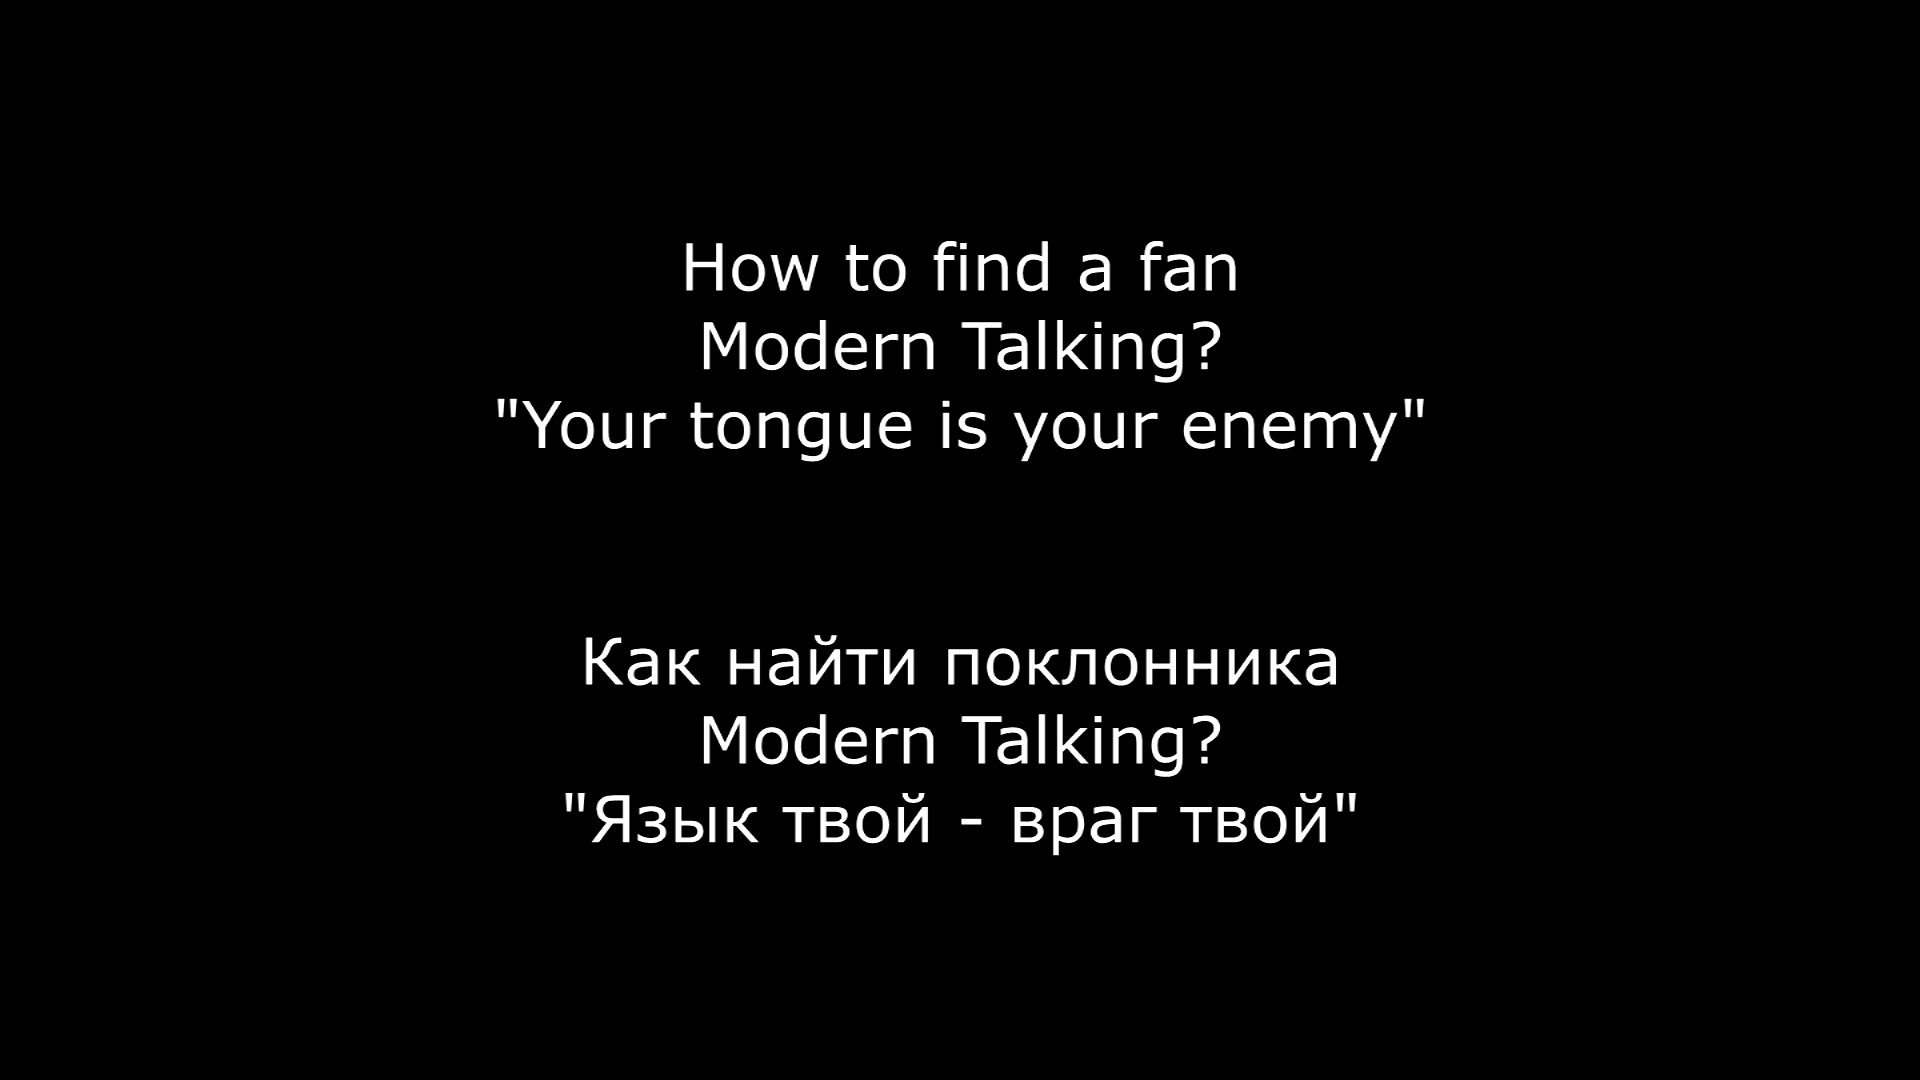 How to find a fan
Modern Talking?
"Your tongue is your enemy"
Как найти поклонника
Modern Talking?
"Язык твой - враг твой"